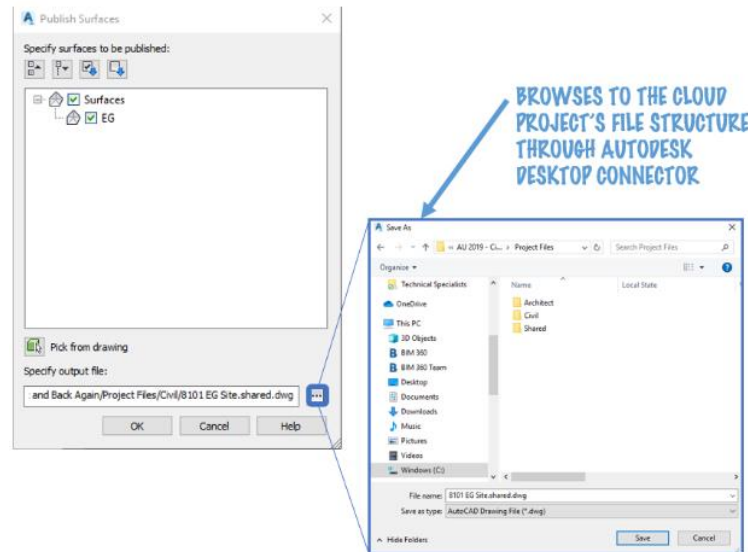 Publish Surfaces
Specify surfaces to be published:
Surfaces
EG
Pick from drawing
Specify output file:
: and Back Again/Project Files/Civil/8101 EG Site.shared.dwg
...
OK Cancel Help
BROWSES TO THE CLOUD
PROJECT'S FILE STRUCTURE
THROUGH AUTODESK
DESKTOP CONNECTOR
Save As
« AU 2019 - Ci... › Project Files Search Project Files
Organize
Technical Specialists
OneDrive
This PC
3D Objects
BIM 360
BIM 360 Team
Desktop
Documents
Downloads
Music
Pictures
Videos
Windows (C:)
Name Local State
Architect
Civil
Shared
File name: 8101 EG Site.shared.dwg
Save as type: AutoCAD Drawing File (*.dwg)
Hide Folders Save Cancel